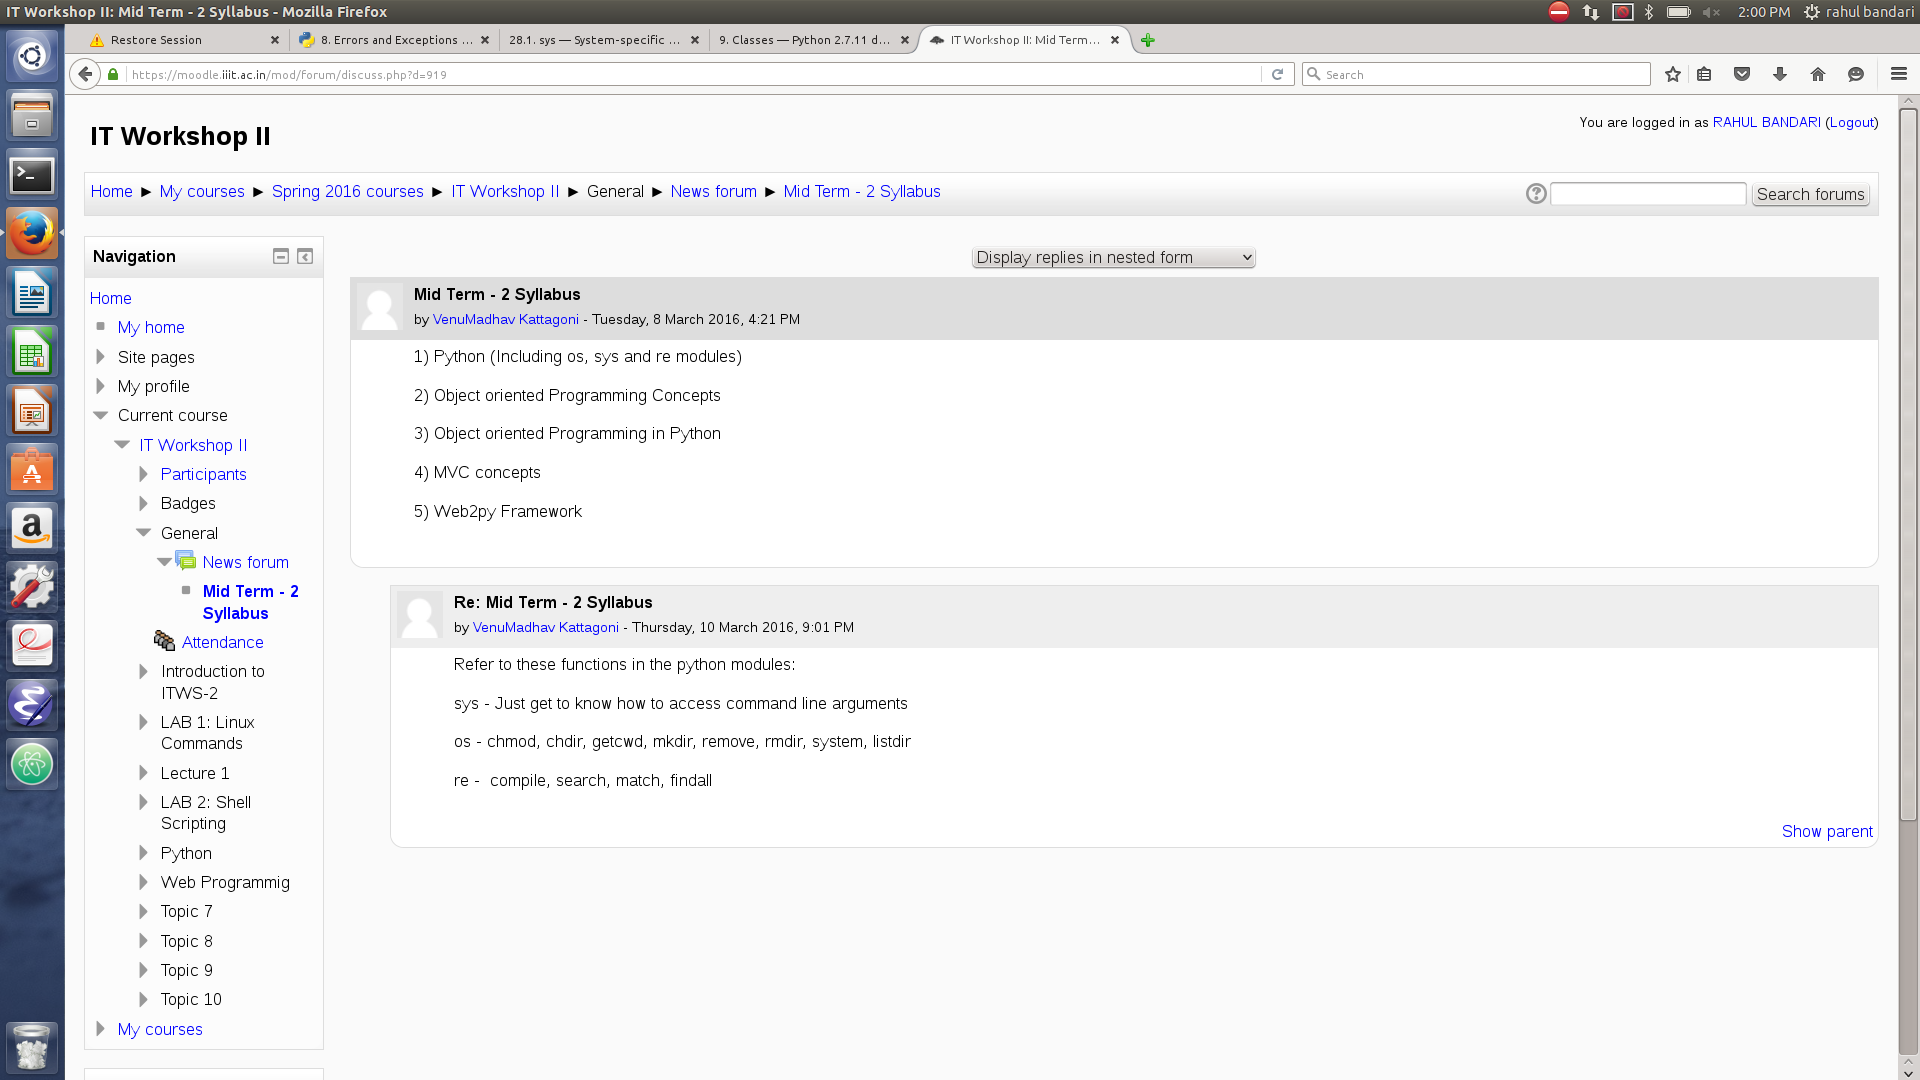 IT Workshop II: Mid Term - 2 Syllabus - Mozilla Firefox
2:00 PM rahul bandari
Restore Session
8. Errors and Exceptions ...
28.1. sys — System-specific ...
9. Classes — Python 2.7.11 d...
IT Workshop II: Mid Term...
https://moodle.iiit.ac.in/mod/forum/discuss.php?d=919
Search
IT Workshop II
You are logged in as RAHUL BANDARI (Logout)
Home ► My courses ► Spring 2016 courses ► IT Workshop II ► General ► News forum ► Mid Term - 2 Syllabus
Search forums
Navigation
Home
My home
Site pages
My profile
Current course
IT Workshop II
Participants
Badges
General
News forum
Mid Term - 2
Syllabus
Attendance
Introduction to
ITWS-2
LAB 1: Linux
Commands
Lecture 1
LAB 2: Shell
Scripting
Python
Web Programmig
Topic 7
Topic 8
Topic 9
Topic 10
My courses
Display replies in nested form
Mid Term - 2 Syllabus
by VenuMadhav Kattagoni - Tuesday, 8 March 2016, 4:21 PM
1) Python (Including os, sys and re modules)
2) Object oriented Programming Concepts
3) Object oriented Programming in Python
4) MVC concepts
5) Web2py Framework
Re: Mid Term - 2 Syllabus
by VenuMadhav Kattagoni - Thursday, 10 March 2016, 9:01 PM
Refer to these functions in the python modules:
sys - Just get to know how to access command line arguments
os - chmod, chdir, getcwd, mkdir, remove, rmdir, system, listdir
re -  compile, search, match, findall
Show parent